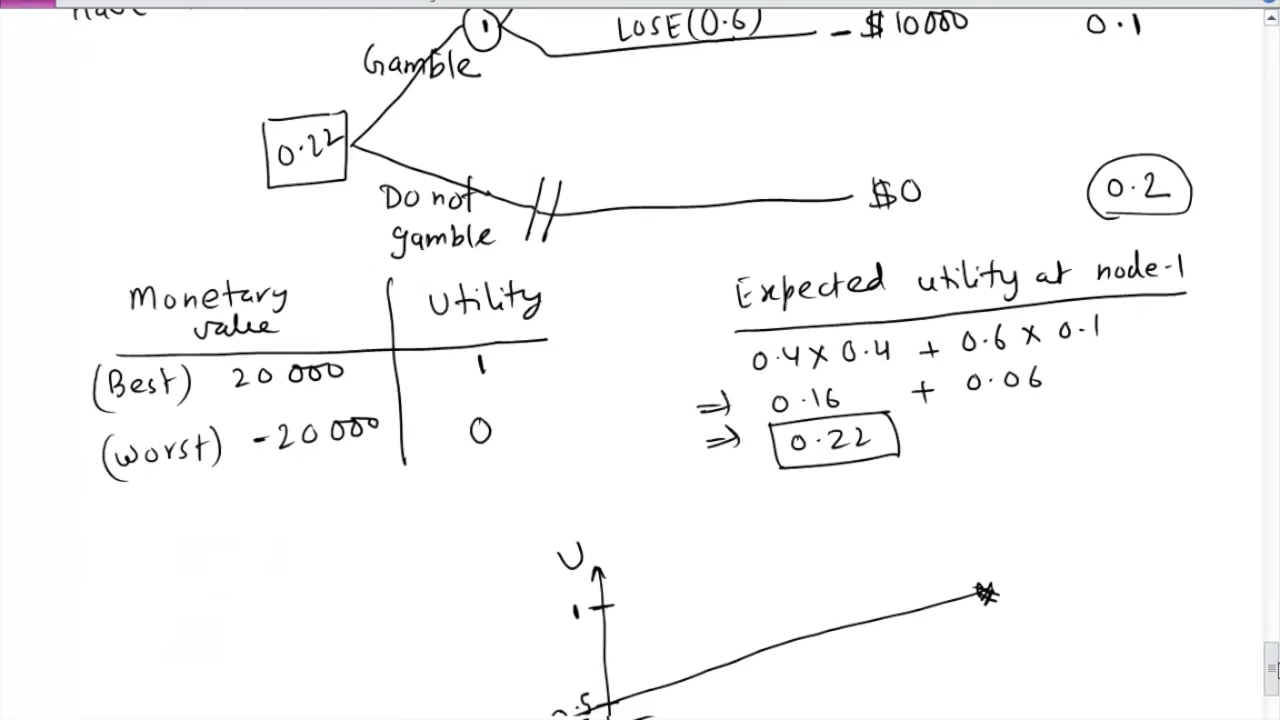 Have
1
LOSE(0.6) - $10000 0.1
Gamble
0.22
Do not
gamble
$0
0.2
Monetary value
Utility
(Best) 20000 1
(worst) -20000 0
Expected utility at node-1
0.4 x 0.4 + 0.6 x 0.1
⇒ 0.16 + 0.06
⇒ 0.22
U
1